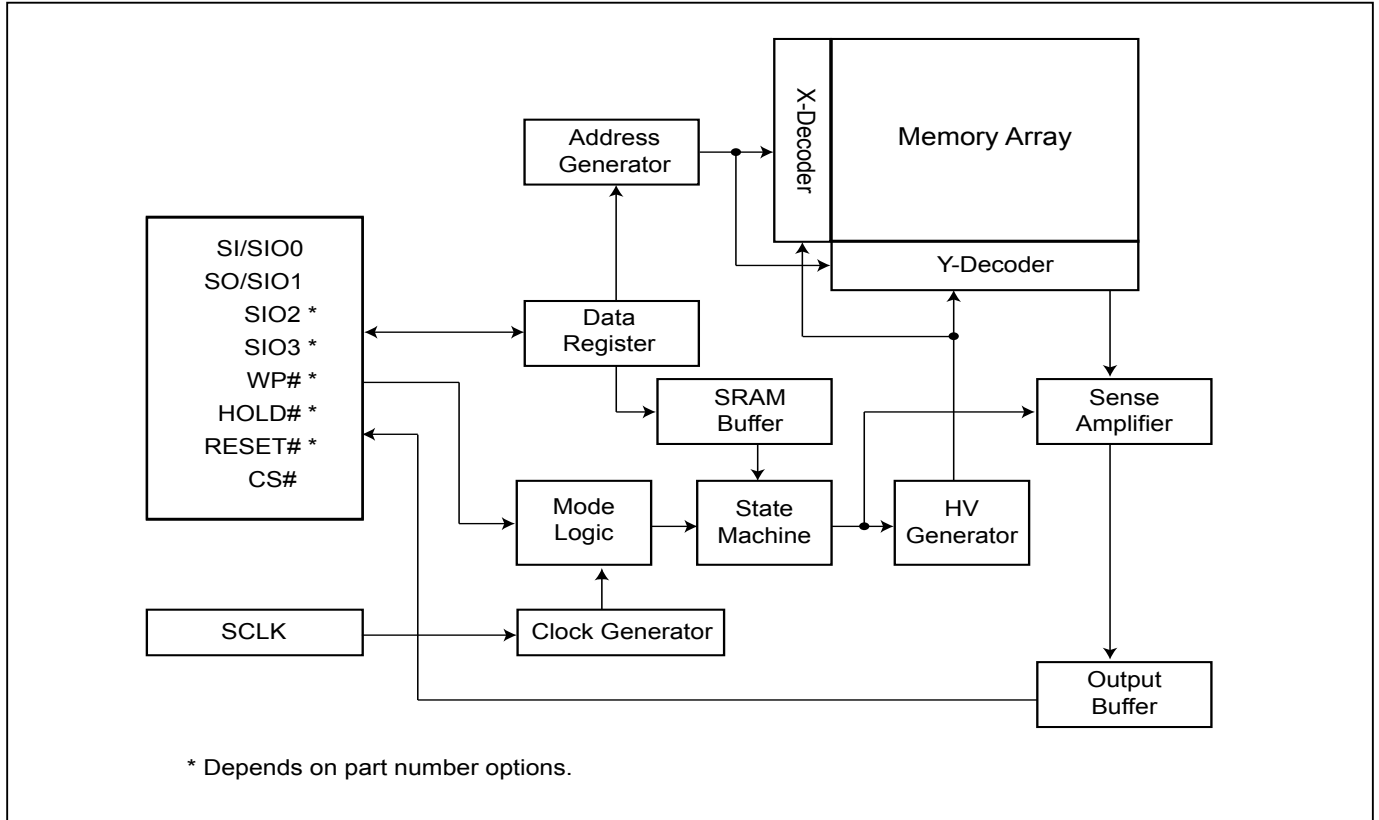 X-Decoder
Memory Array
Address
Generator
SI/SIO0
SO/SIO1
SIO2 *
SIO3 *
WP# *
HOLD# *
RESET# *
CS#
Y-Decoder
Data
Register
SRAM
Buffer
Sense
Amplifier
Mode
Logic
State
Machine
HV
Generator
SCLK
Clock Generator
Output
Buffer
* Depends on part number options.